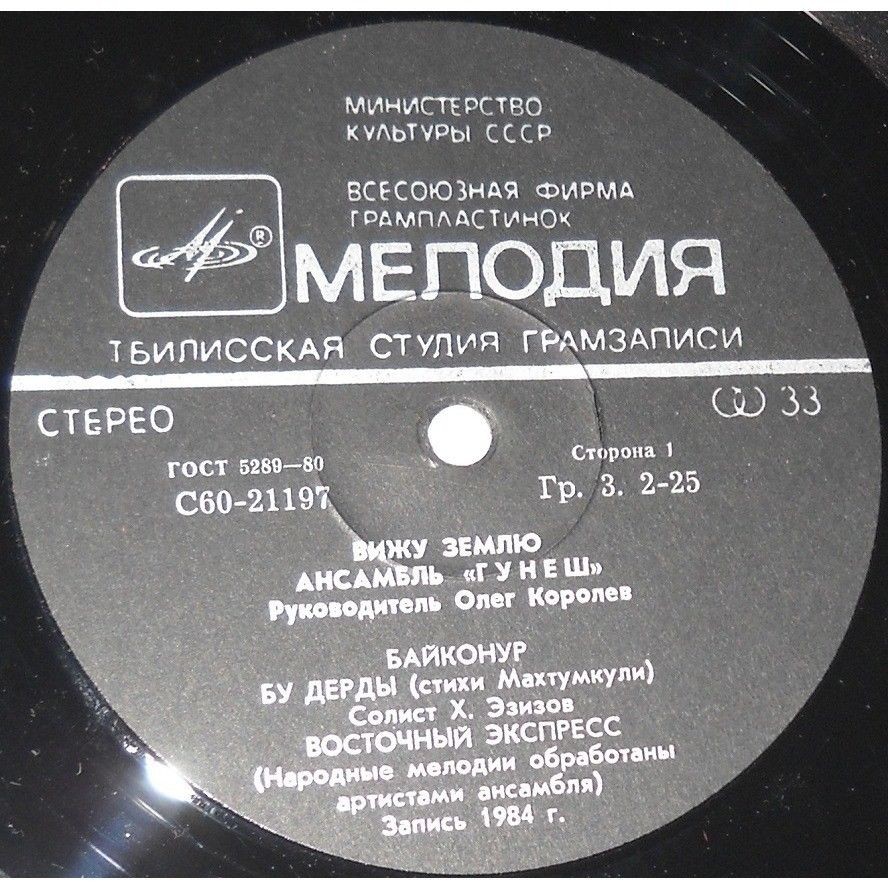 МИНИСТЕРСТВО
КУЛЬТУРЫ СССР
ВСЕСОЮЗНАЯ ФИРМА
ГРАМПЛАСТИНОК
®
МЕЛОДИЯ
ТБИЛИССКАЯ СТУДИЯ ГРАМЗАПИСИ
СТЕРЕО
33
ГОСТ 5289—80
Сторона 1
С60-21197
Гр. 3. 2-25
ВИЖУ ЗЕМЛЮ
АНСАМБЛЬ «ГУНЕШ»
Руководитель Олег Королев
БАЙКОНУР
БУ ДЕРДЫ (стихи Махтумкули)
Солист Х. Эзизов
ВОСТОЧНЫЙ ЭКСПРЕСС
(Народные мелодии обработаны
артистами ансамбля)
Запись 1984 г.